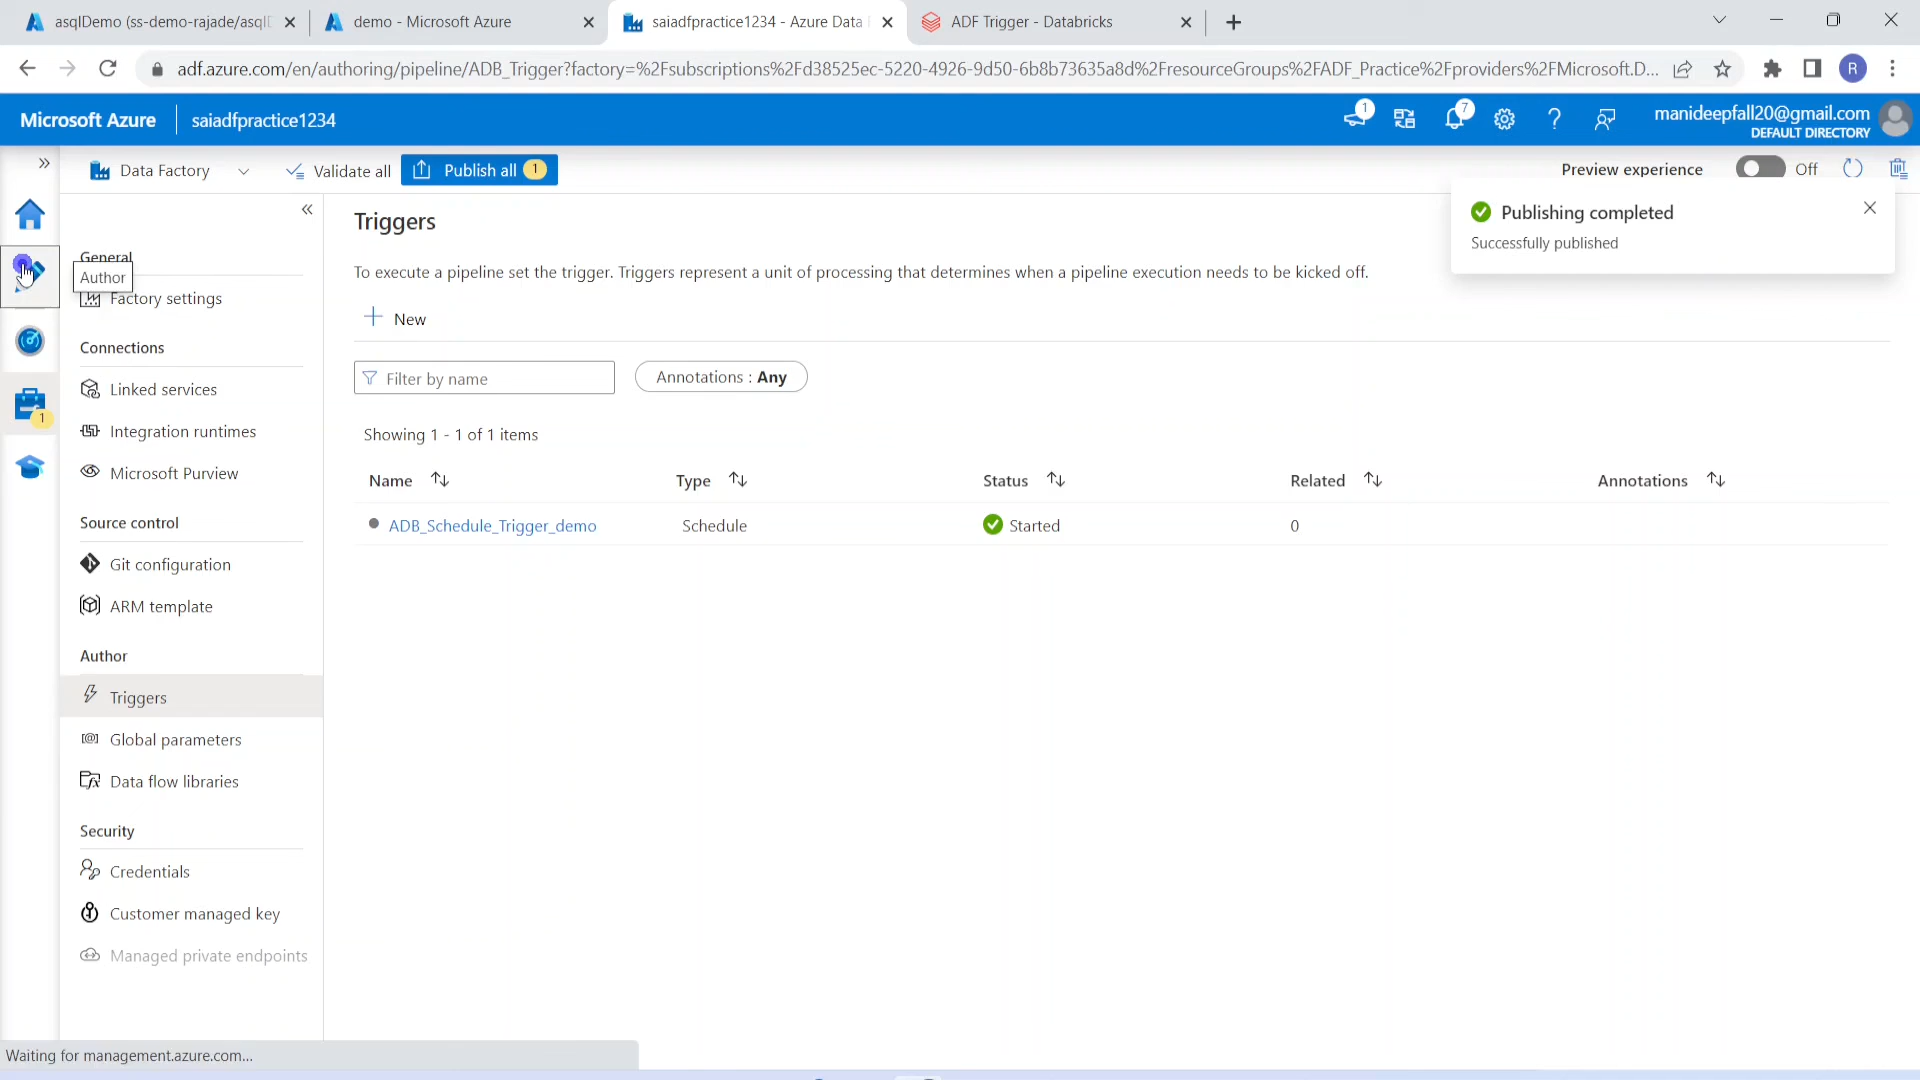 asqlDemo (ss-demo-rajade/asql
demo - Microsoft Azure
saiadfpractice1234 - Azure Data
ADF Trigger - Databricks
adf.azure.com/en/authoring/pipeline/ADB_Trigger?factory=%2Fsubscriptions%2Fd38525ec-5220-4926-9d50-6b8b73635a8d%2FresourceGroups%2FADF_Practice%2Fproviders%2FMicrosoft.D...
R
Microsoft Azure
saiadfpractice1234
1
7
manideepfall20@gmail.com
DEFAULT DIRECTORY
Data Factory
Validate all
Publish all 1
Preview experience
Off
Publishing completed
Successfully published
General
Author
Factory settings
Connections
Linked services
Integration runtimes
Microsoft Purview
Source control
Git configuration
ARM template
Author
Triggers
Global parameters
Data flow libraries
Security
Credentials
Customer managed key
Managed private endpoints
1
Triggers
To execute a pipeline set the trigger. Triggers represent a unit of processing that determines when a pipeline execution needs to be kicked off.
New
Filter by name
Annotations : Any
Showing 1 - 1 of 1 items
Name Type Status Related Annotations
ADB_Schedule_Trigger_demo Schedule Started 0
Waiting for management.azure.com...